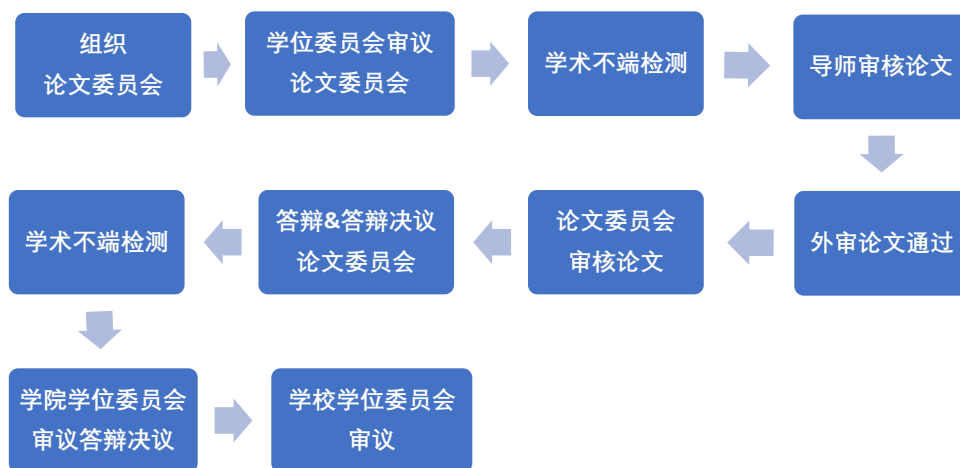 组织
论文委员会
学位委员会审议
论文委员会
学术不端检测
导师审核论文
外审论文通过
论文委员会
审核论文
答辩&答辩决议
论文委员会
学术不端检测
学院学位委员会
审议答辩决议
学校学位委员会
审议